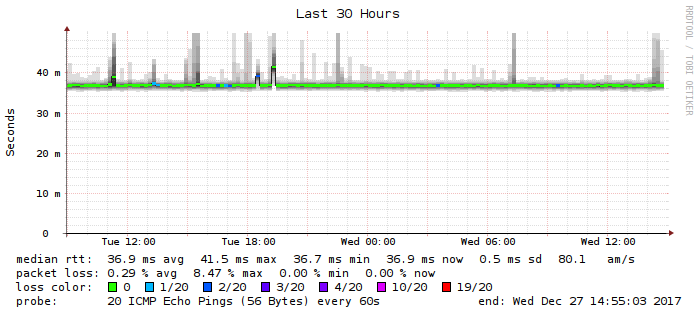 Last 30 Hours
RRDTOOL / TOBI OETIKER
Seconds
40 m
30 m
20 m
10 m
0
Tue 12:00 Tue 18:00 Wed 00:00 Wed 06:00 Wed 12:00
median rtt: 36.9 ms avg 41.5 ms max 36.7 ms min 36.9 ms now 0.5 ms sd 80.1 am/s
packet loss: 0.29 % avg 8.47 % max 0.00 % min 0.00 % now
loss color: 0 1/20 2/20 3/20 4/20 10/20 19/20
probe: 20 ICMP Echo Pings (56 Bytes) every 60s end: Wed Dec 27 14:55:03 2017